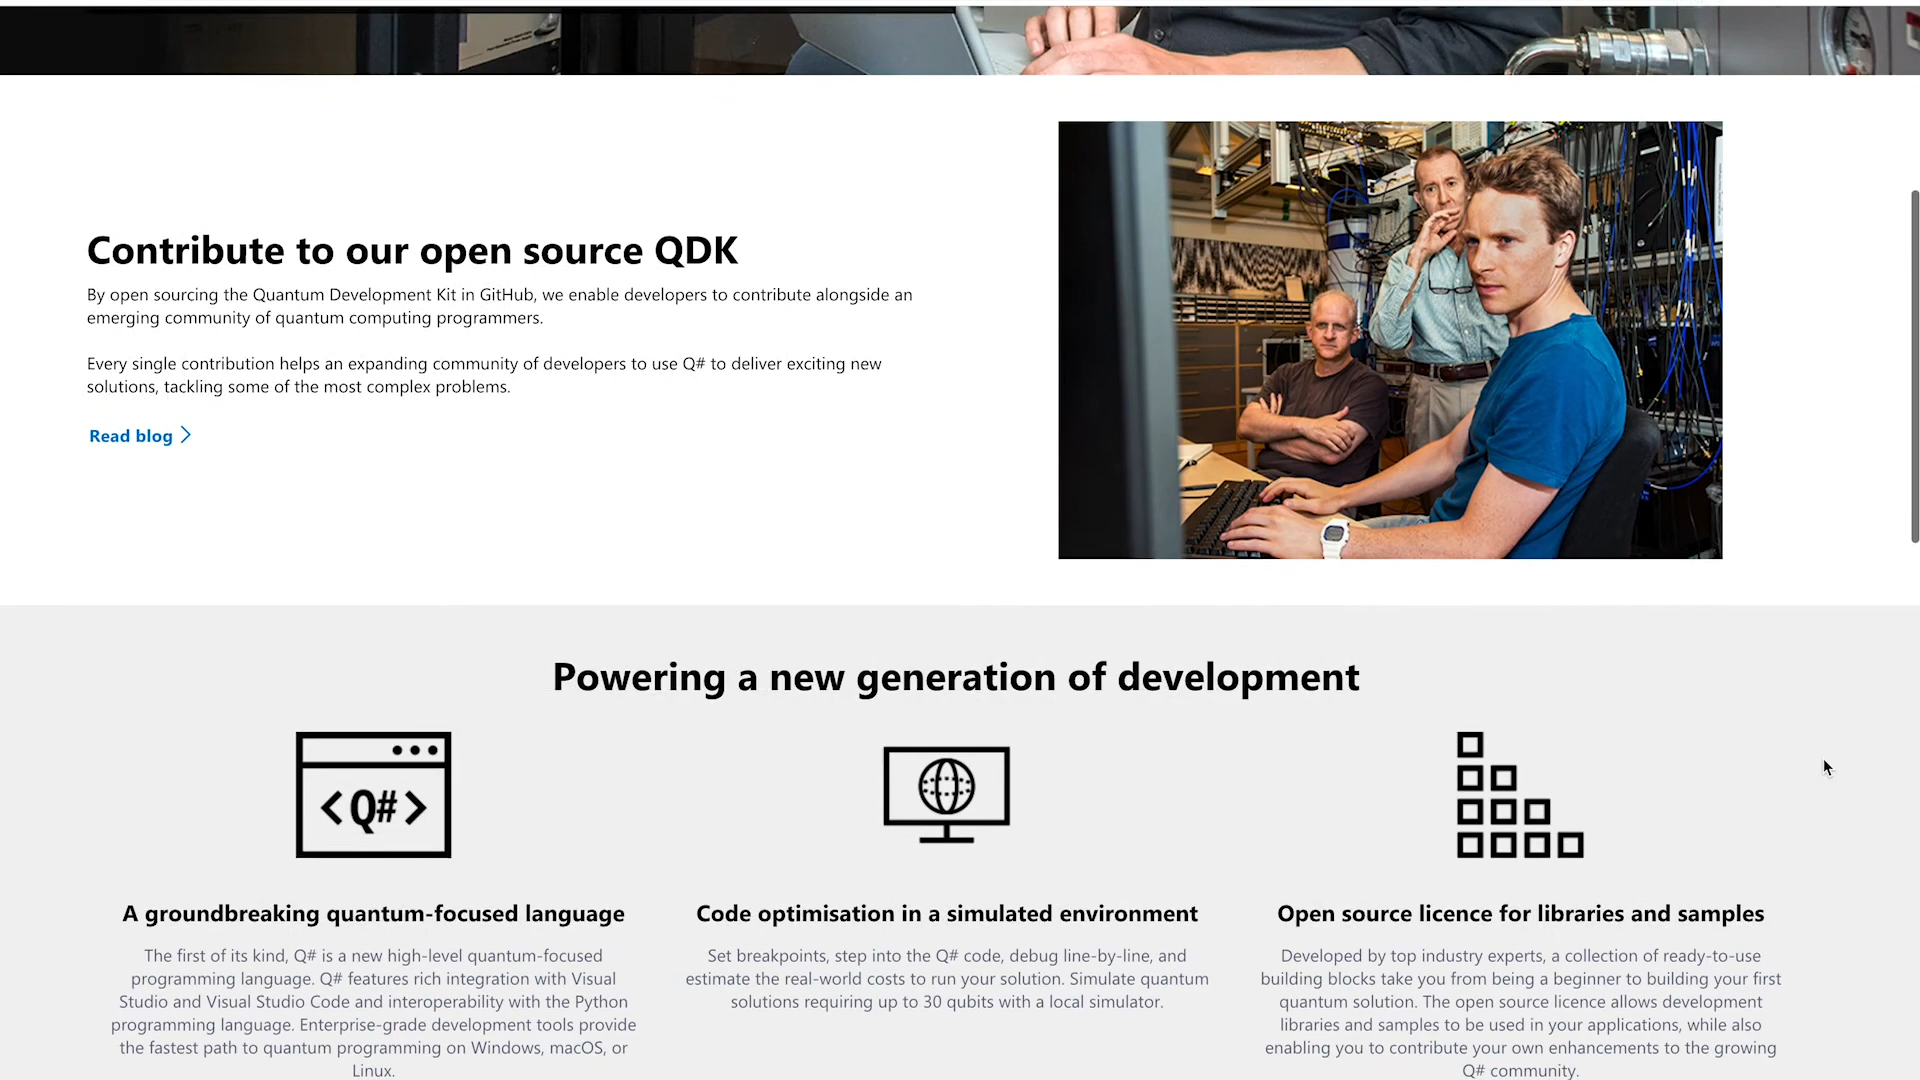 Contribute to our open source QDK
By open sourcing the Quantum Development Kit in GitHub, we enable developers to contribute alongside an
emerging community of quantum computing programmers.
Every single contribution helps an expanding community of developers to use Q# to deliver exciting new
solutions, tackling some of the most complex problems.
Read blog
Powering a new generation of development
<Q#>
A groundbreaking quantum-focused language
The first of its kind, Q# is a new high-level quantum-focused
programming language. Q# features rich integration with Visual
Studio and Visual Studio Code and interoperability with the Python
programming language. Enterprise-grade development tools provide
the fastest path to quantum programming on Windows, macOS, or
Linux.
Code optimisation in a simulated environment
Set breakpoints, step into the Q# code, debug line-by-line, and
estimate the real-world costs to run your solution. Simulate quantum
solutions requiring up to 30 qubits with a local simulator.
Open source licence for libraries and samples
Developed by top industry experts, a collection of ready-to-use
building blocks take you from being a beginner to building your first
quantum solution. The open source licence allows development
libraries and samples to be used in your applications, while also
enabling you to contribute your own enhancements to the growing
Q# community.